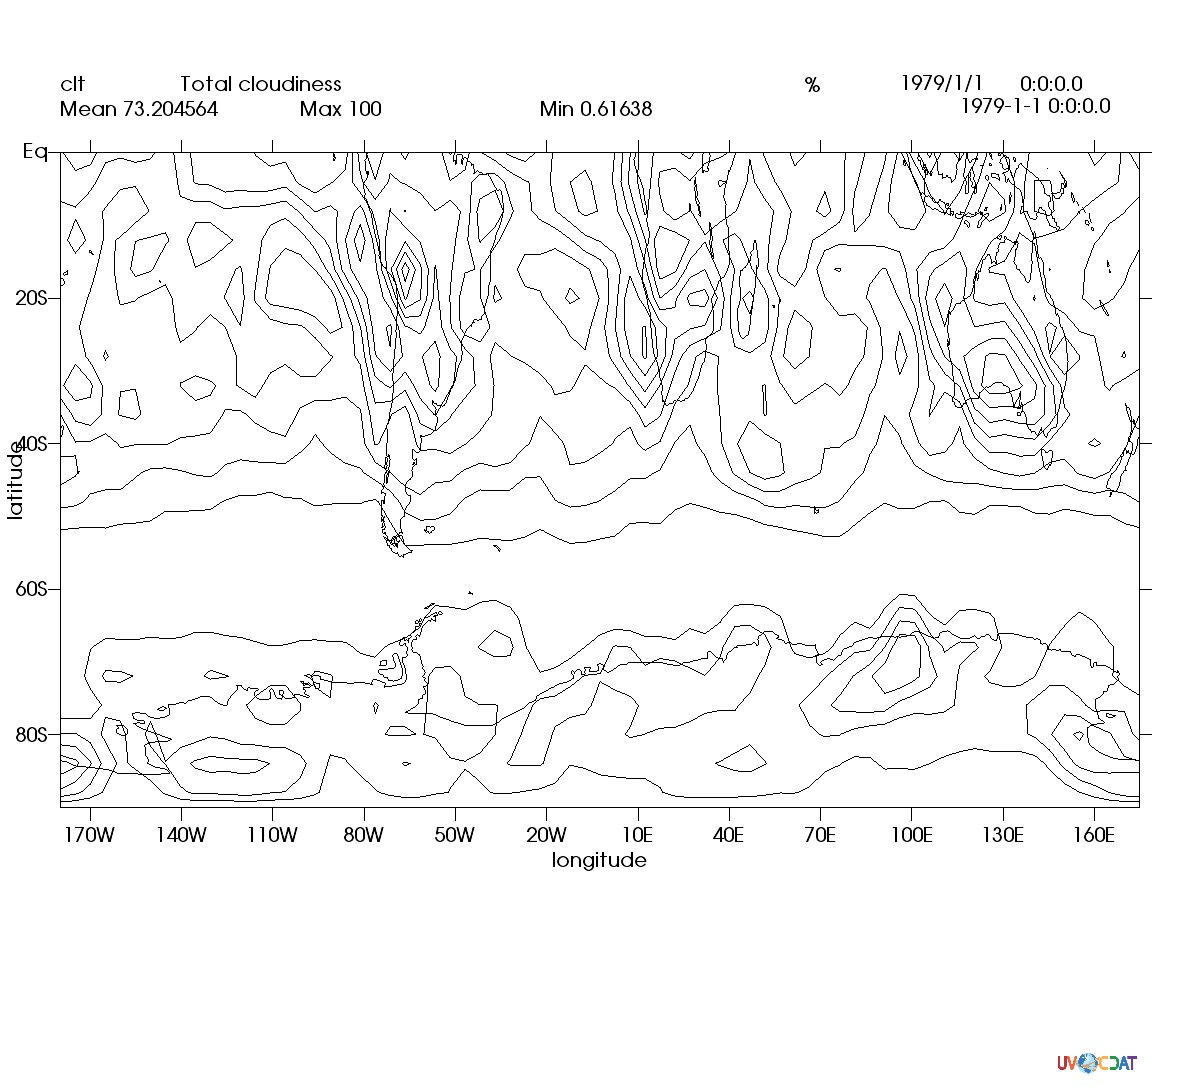 clt Total cloudiness % 1979/1/1 0:0:0.0
Mean 73.204564 Max 100 Min 0.61638 1979-1-1 0:0:0.0
Eq
20S
40S
60S
80S
latitude
170W 140W 110W 80W 50W 20W 10E 40E 70E 100E 130E 160E
longitude
UV CDAT